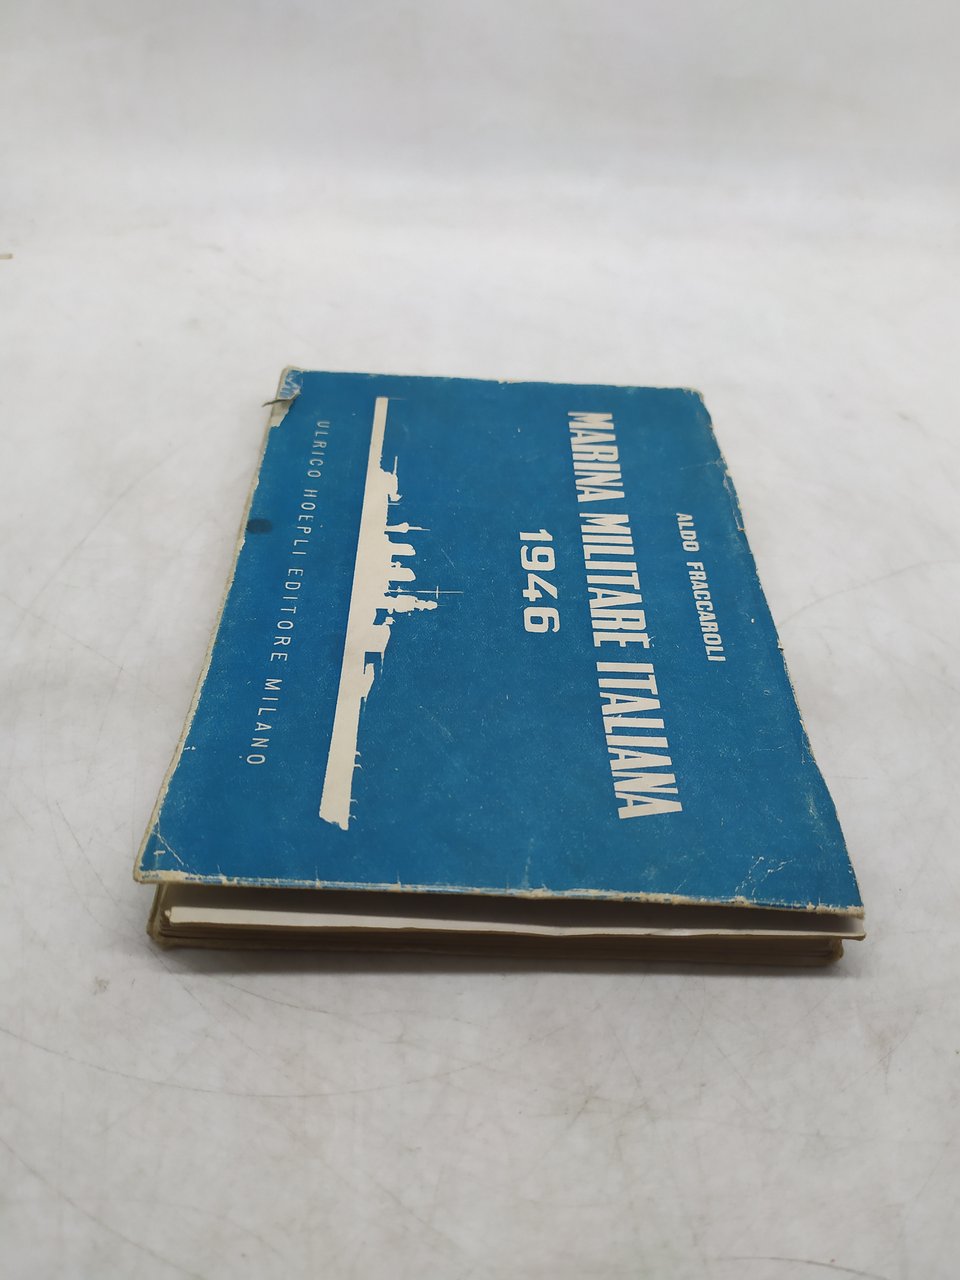 ALDO FRACCAROLI
MARINA MILITARE ITALIANA
1946
ULRICO HOEPLI EDITORE MILANO